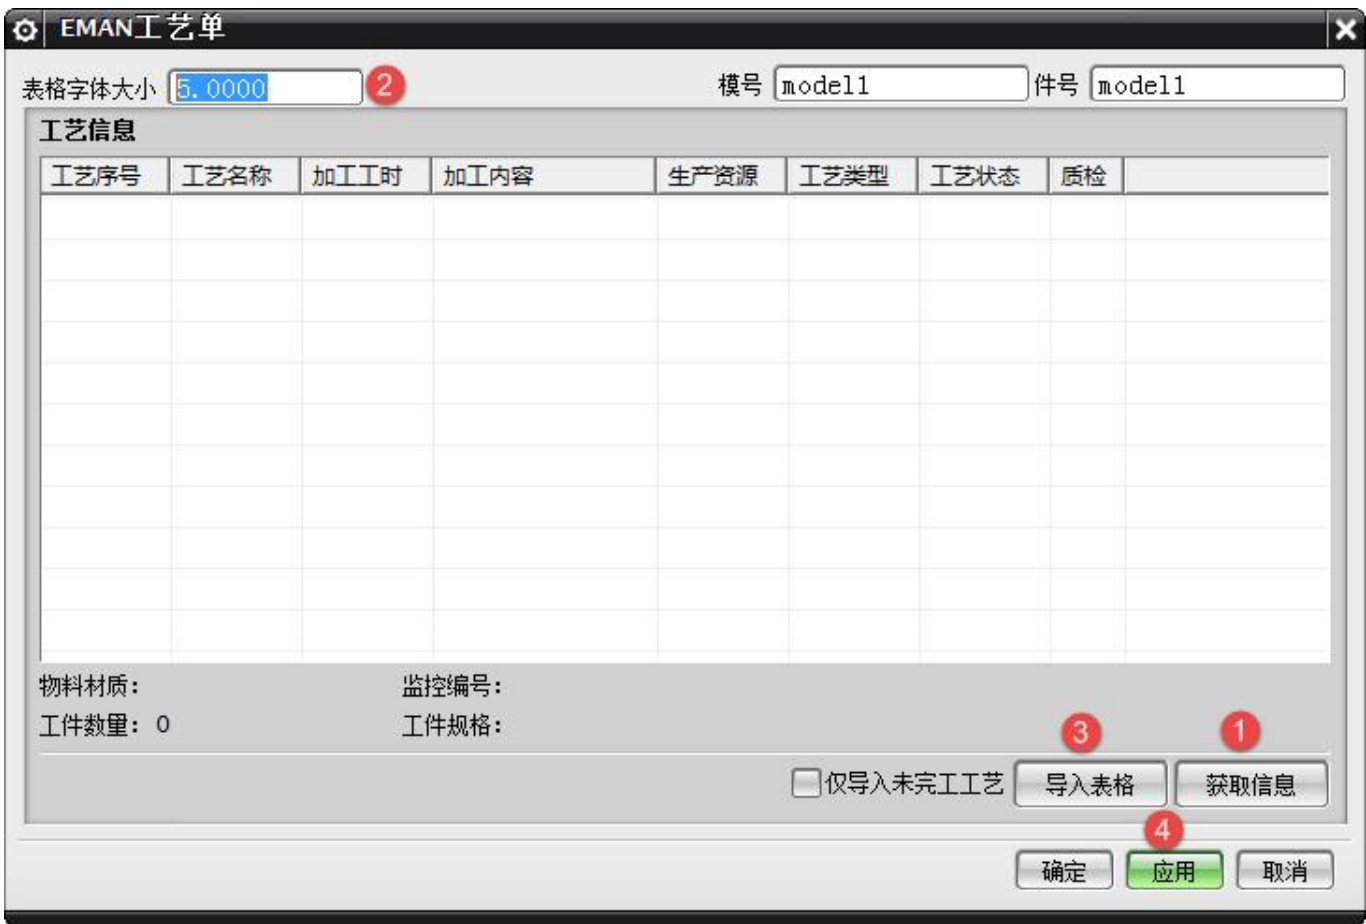 EMAN工艺单
表格字体大小 5.0000 2 模号 model1 件号 model1
工艺信息
工艺序号 工艺名称 加工工时 加工内容 生产资源 工艺类型 工艺状态 质检
物料材质： 监控编号：
工件数量：0 工件规格：
3 1
仅导入未完工工艺 导入表格 获取信息
4
确定 应用 取消